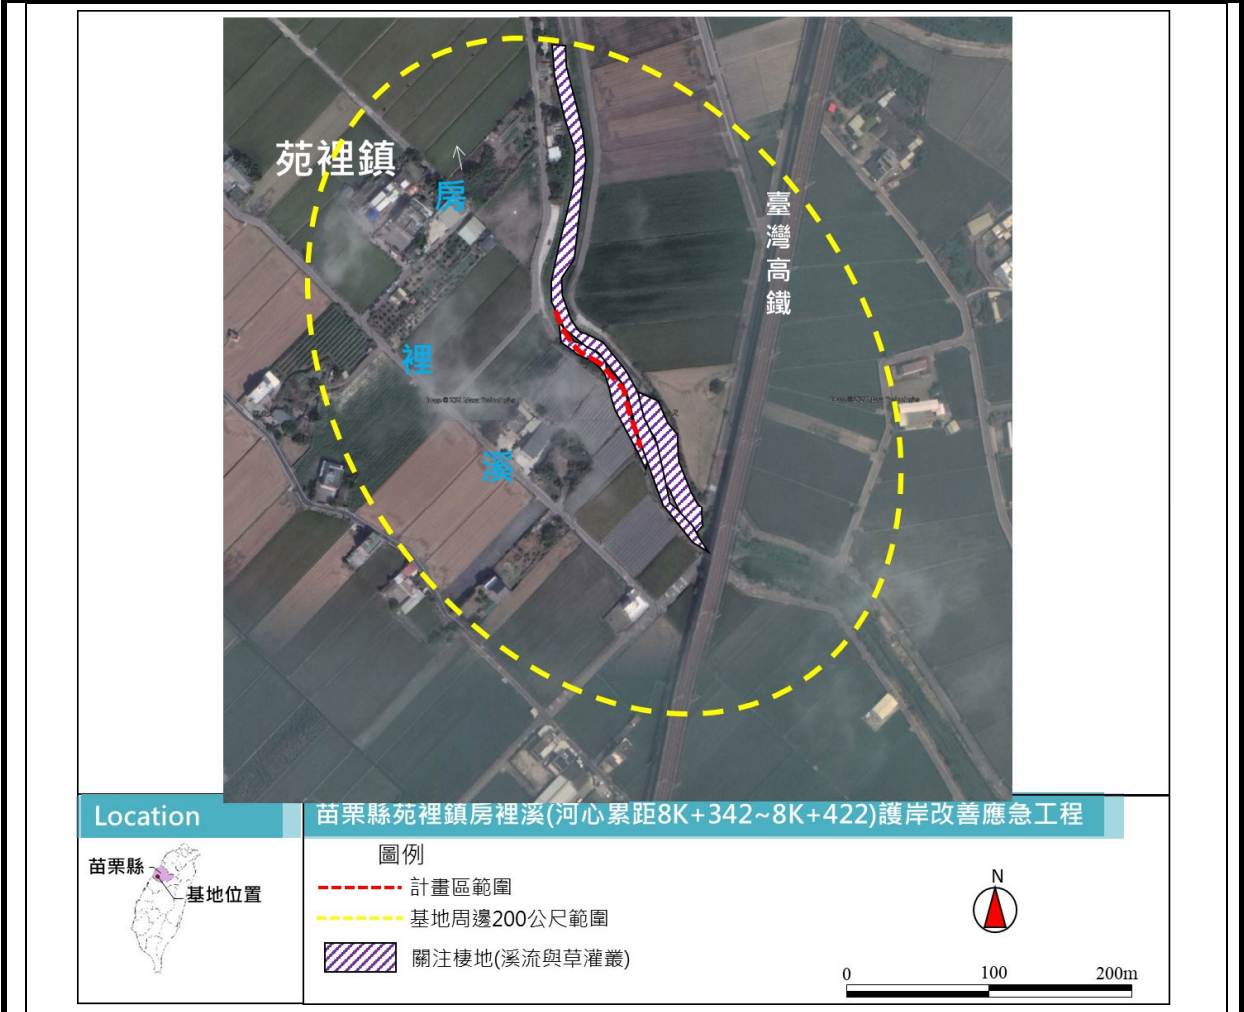 苑裡鎮
房
裡
溪
臺灣高鐵
Location
苗栗縣苑裡鎮房裡溪(河心累距8K+342~8K+422)護岸改善應急工程
苗栗縣
基地位置
圖例
計畫區範圍
基地周邊200公尺範圍
關注棲地(溪流與草灌叢)
N
0 100 200m